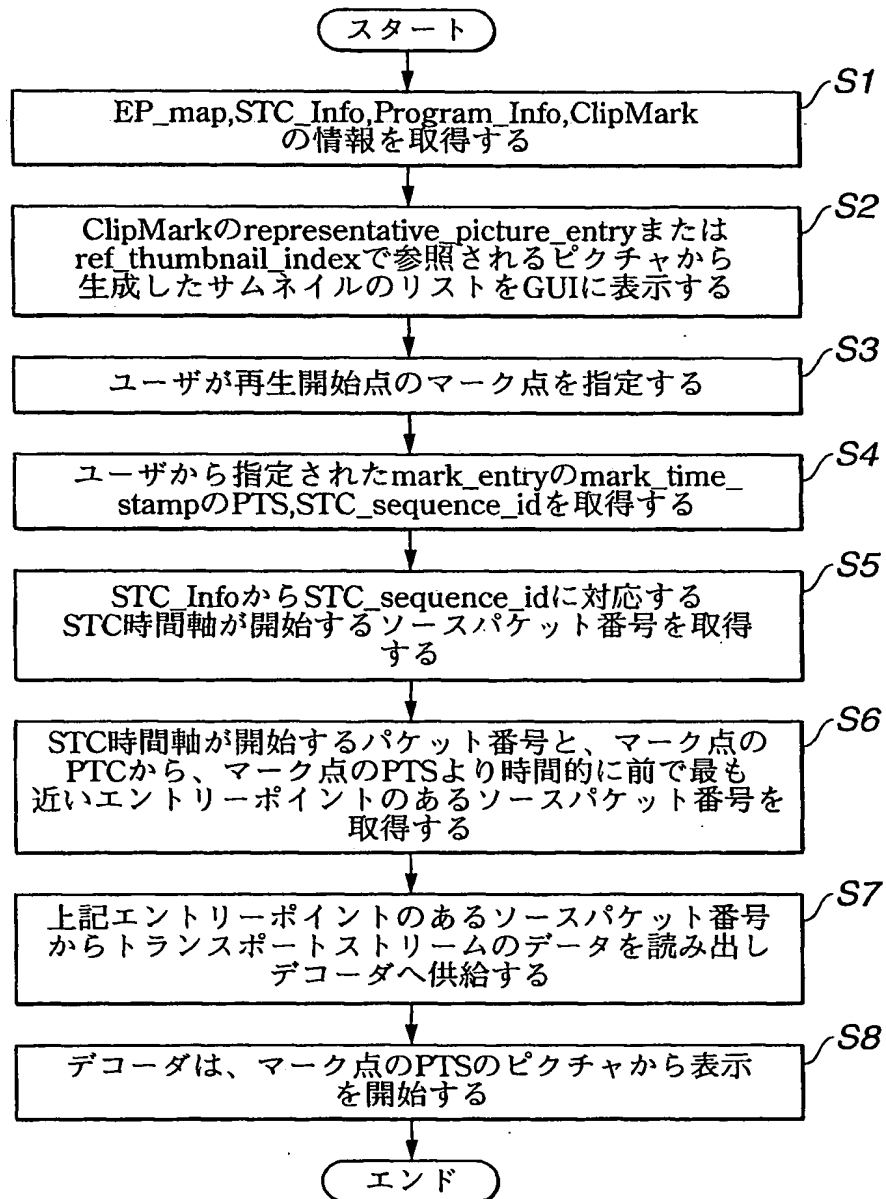 スタート
S1
EP_map,STC_Info,Program_Info,ClipMark
の情報を取得する
S2
ClipMarkのrepresentative_picture_entryまたは
ref_thumbnail_indexで参照されるピクチャから
生成したサムネイルのリストをGUIに表示する
S3
ユーザが再生開始点のマーク点を指定する
S4
ユーザから指定されたmark_entryのmark_time_
stampのPTS,STC_sequence_idを取得する
S5
STC_InfoからSTC_sequence_idに対応する
STC時間軸が開始するソースパケット番号を取得
する
S6
STC時間軸が開始するパケット番号と、マーク点の
PTCから、マーク点のPTSより時間的に前で最も
近いエントリーポイントのあるソースパケット番号を
取得する
S7
上記エントリーポイントのあるソースパケット番号
からトランスポートストリームのデータを読み出し
デコーダへ供給する
S8
デコーダは、マーク点のPTSのピクチャから表示
を開始する
エンド